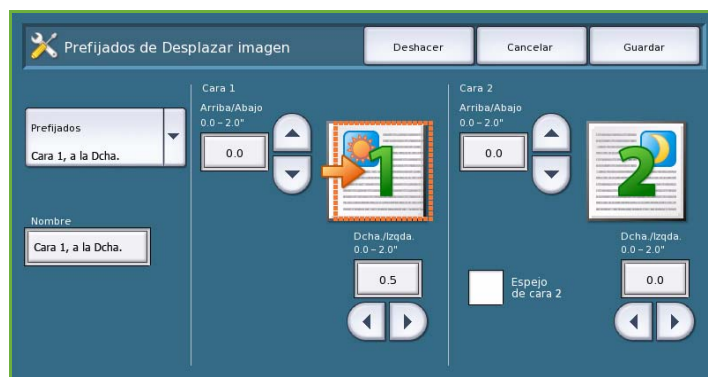 Prefijados de Desplazar imagen
Deshacer
Cancelar
Guardar
Prefijados
Cara 1, a la Dcha.
Nombre
Cara 1, a la Dcha.
Cara 1
Arriba/Abajo
0.0 – 2.0"
0.0
1
Dcha./Izqda.
0.0 – 2.0"
0.5
Cara 2
Arriba/Abajo
0.0 – 2.0"
0.0
2
Espejo
de cara 2
Dcha./Izqda.
0.0 – 2.0"
0.0